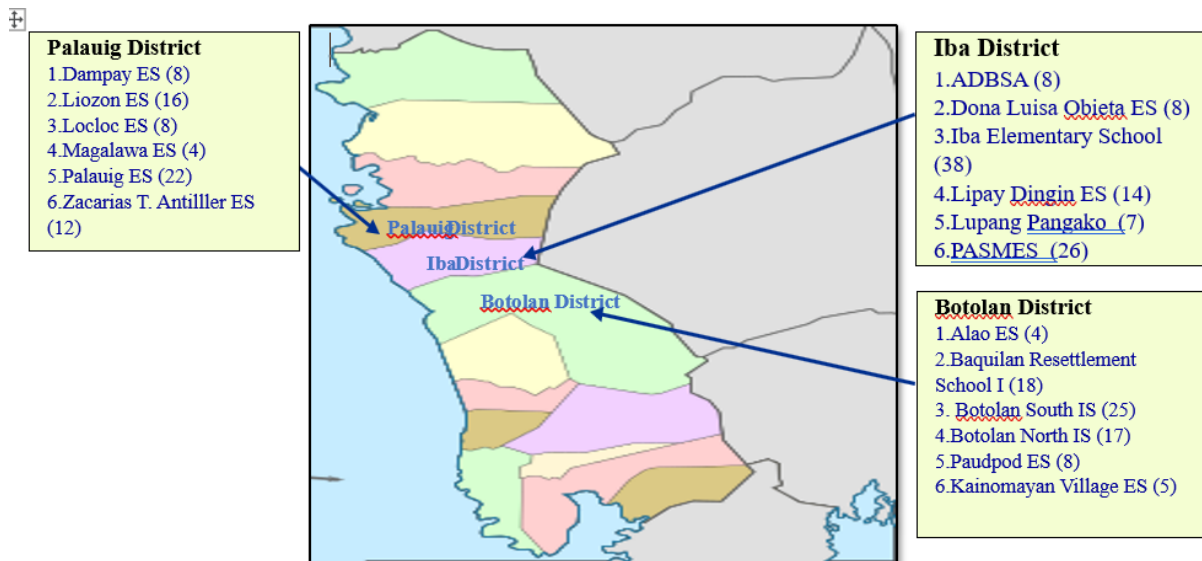 Palauig District
1.Dampay ES (8)
2.Liozon ES (16)
3.Locloc ES (8)
4.Magalawa ES (4)
5.Palauig ES (22)
6.Zacarias T. Antilller ES
(12)
Palauig District
Iba District
Botolan District
Iba District
1.ADBSA (8)
2.Dona Luisa Obieta ES (8)
3.Iba Elementary School
(38)
4.Lipay Dingin ES (14)
5.Lupang Pangako (7)
6.PASMES (26)
Botolan District
1.Alao ES (4)
2.Baquilan Resettlement
School I (18)
3. Botolan South IS (25)
4.Botolan North IS (17)
5.Paudpod ES (8)
6.Kainomayan Village ES (5)